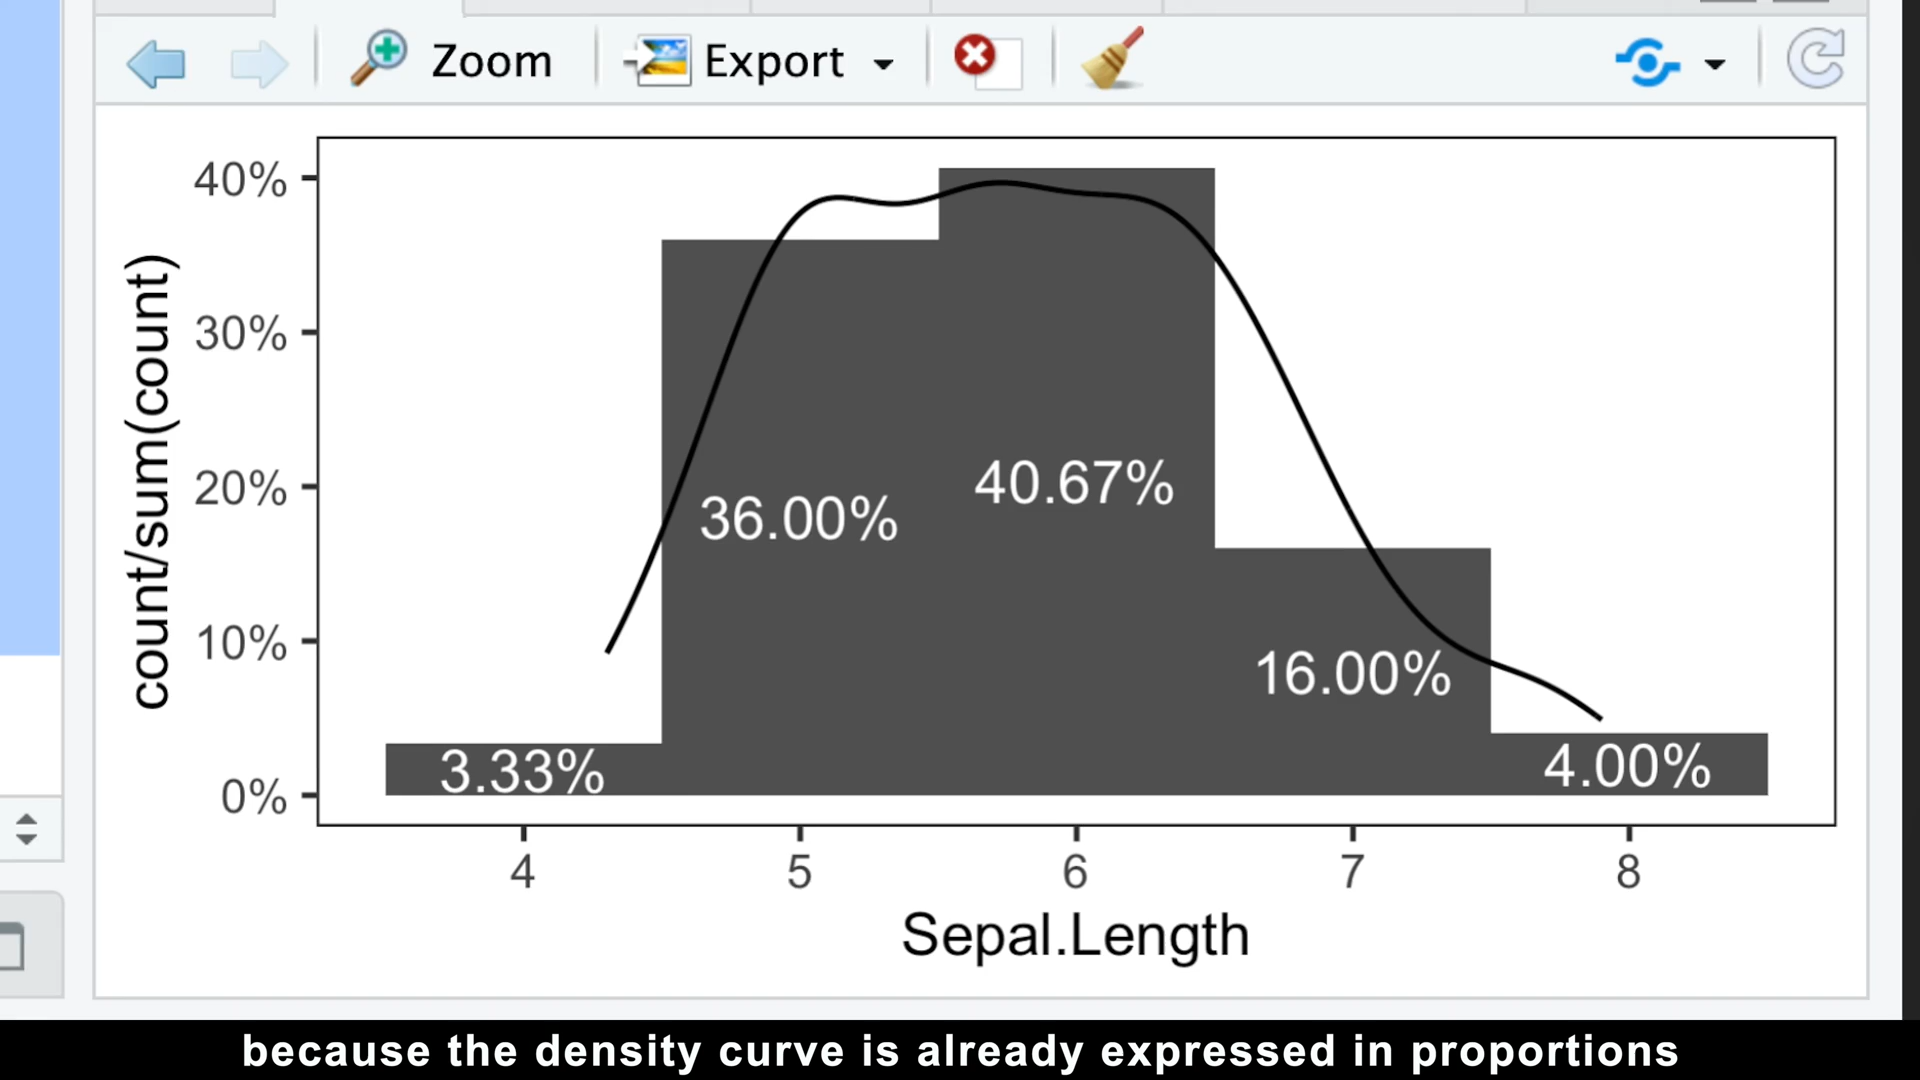 Zoom Export
40%
30%
20%
10%
0%
count/sum(count)
36.00%
40.67%
16.00%
3.33%
4.00%
4 5 6 7 8
Sepal.Length
because the density curve is already expressed in proportions